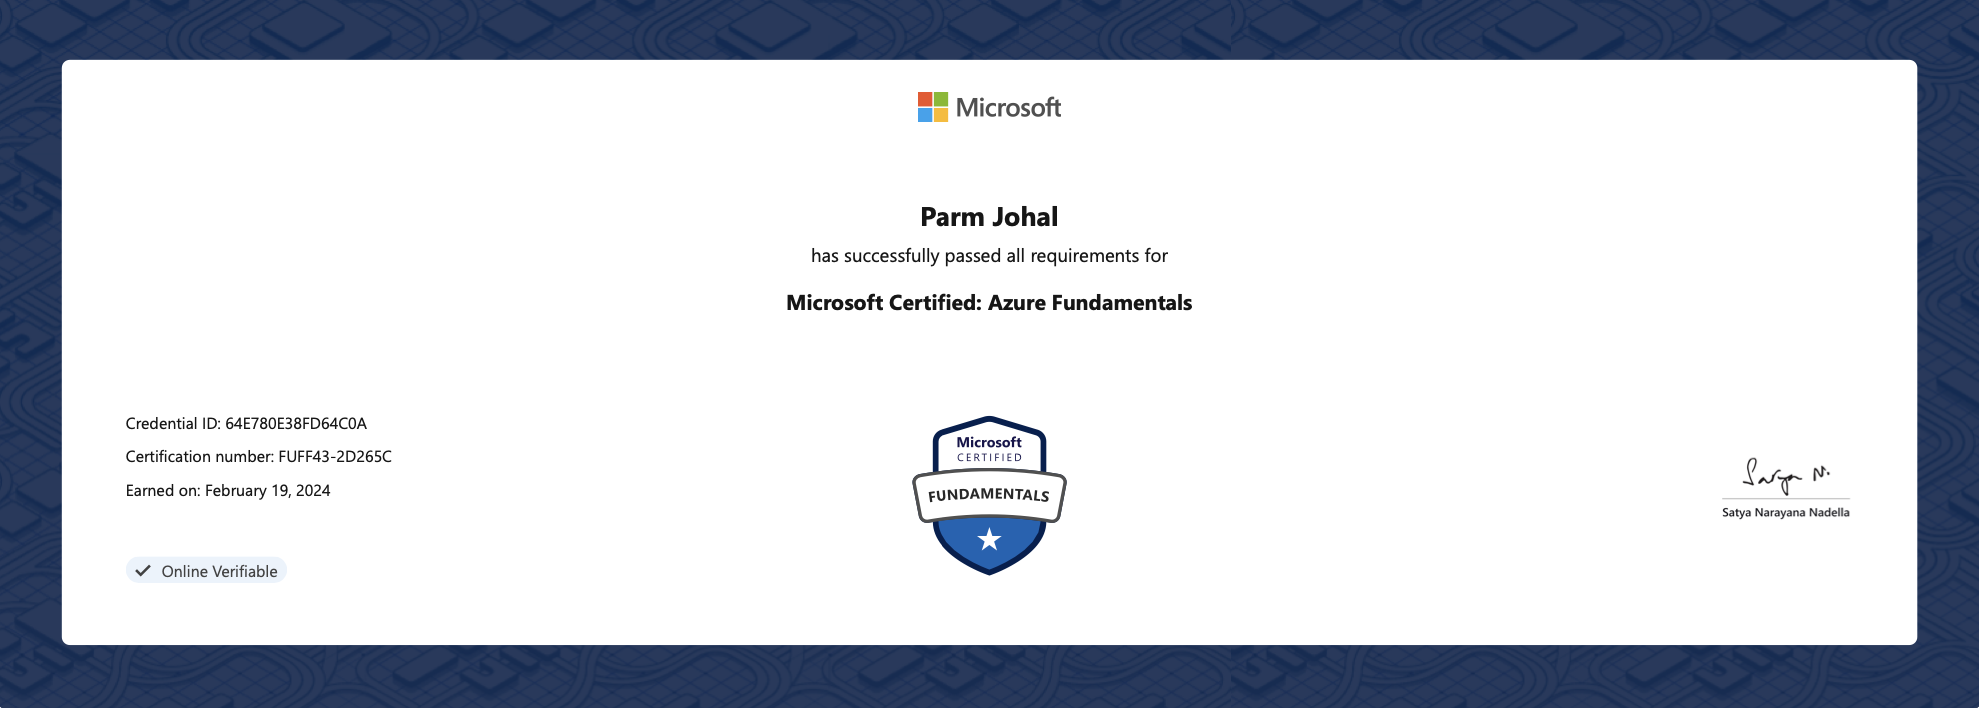 Microsoft
Parm Johal
has successfully passed all requirements for
Microsoft Certified: Azure Fundamentals
Credential ID: 64E780E38FD64C0A
Certification number: FUFF43-2D265C
Earned on: February 19, 2024
Online Verifiable
Microsoft
CERTIFIED
FUNDAMENTALS
Satya N.
Satya Narayana Nadella